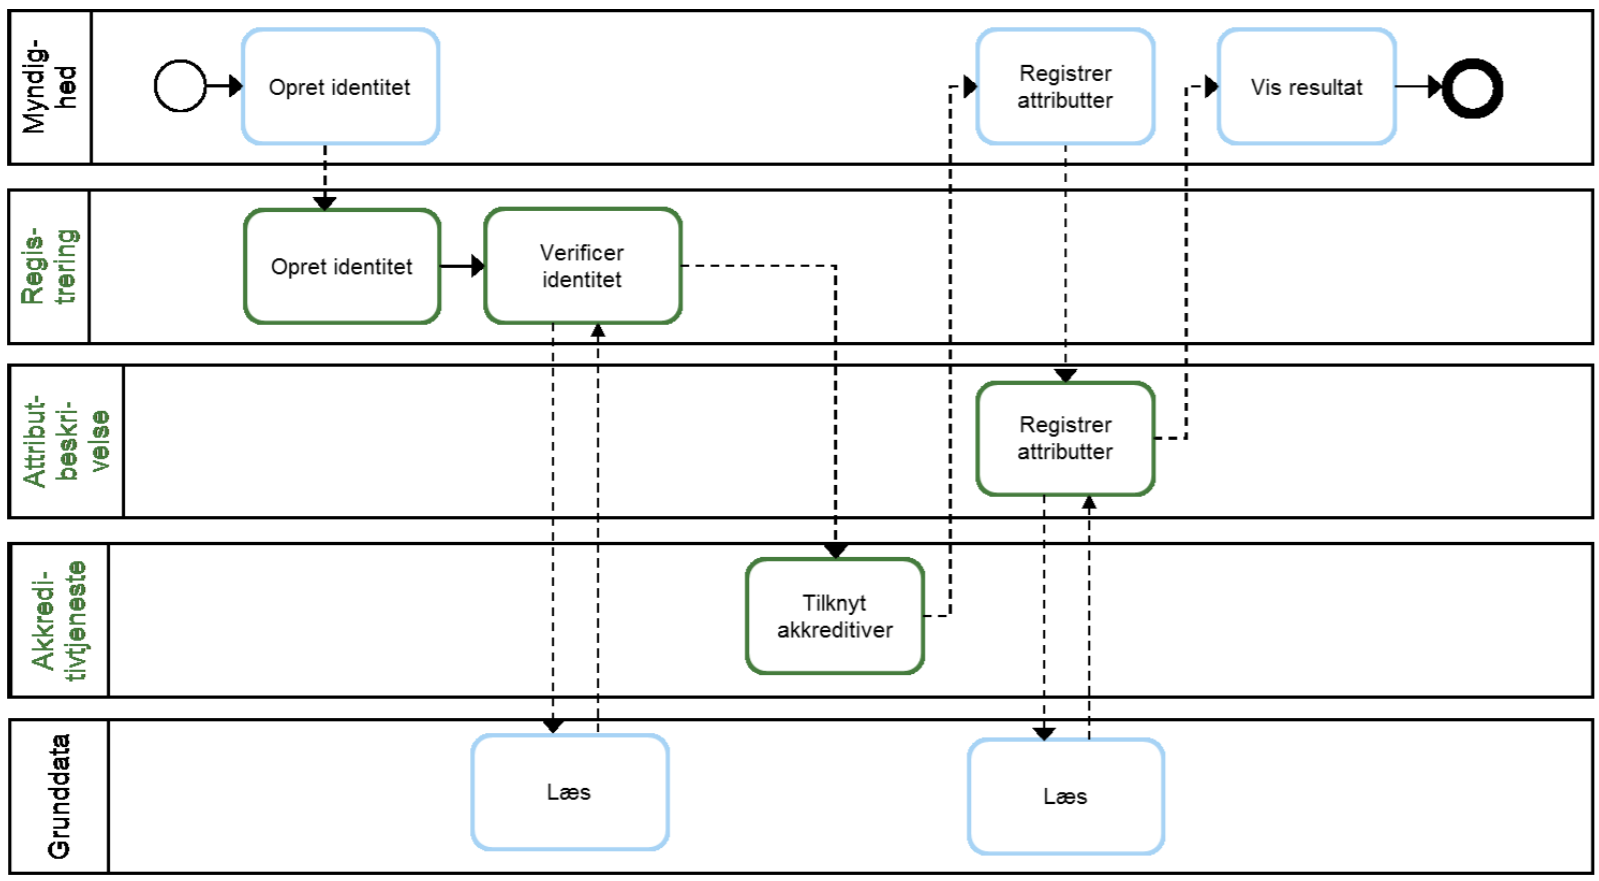 Myndig-
hed
Opret identitet
Registrer
attributter
Vis resultat
Regis-
trering
Opret identitet
Verificer
identitet
Attribut-
beskri-
velse
Registrer
attributter
Akkredi-
tivtjeneste
Tilknyt
akkreditiver
Grunddata
Læs
Læs